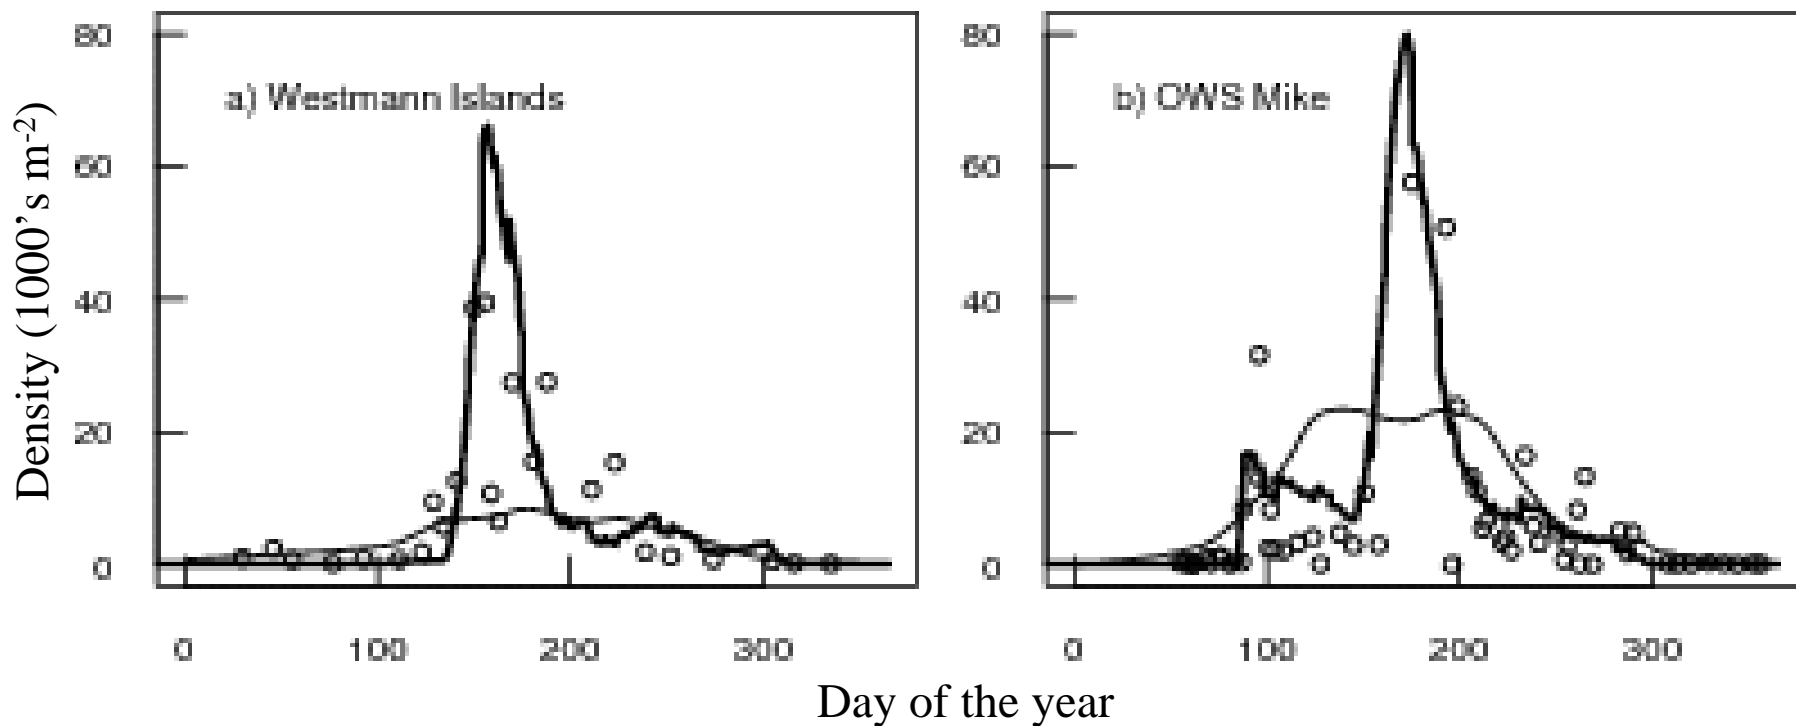 80
60
40
20
0
a) Westmann Islands
0 100 200 300
80
60
40
20
0
b) OWS Mike
0 100 200 300
Density (1000’s m-2)
Day of the year